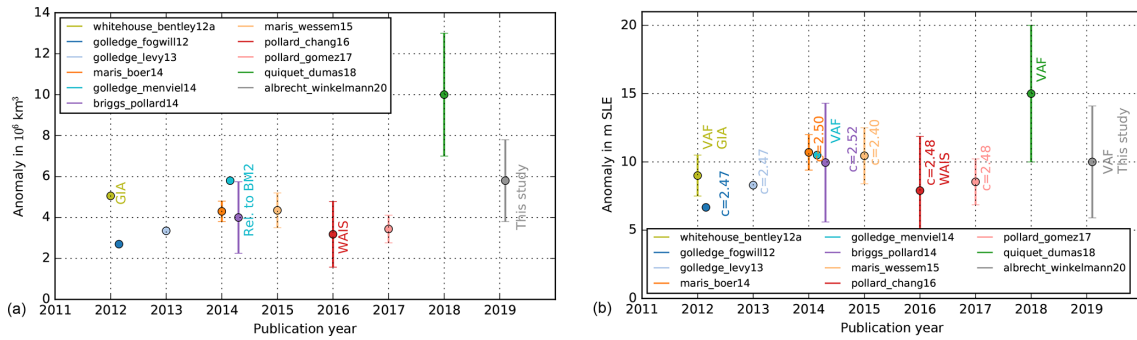 14
12
10
8
6
4
2
0
Anomaly in 10⁶ km³
whitehouse_bentley12a
golledge_fogwill12
golledge_levy13
maris_boer14
golledge_menviel14
briggs_pollard14
maris_wessem15
pollard_chang16
pollard_gomez17
quiquet_dumas18
albrecht_winkelmann20
GIA
Rel. to BM2
WAIS
This study
2011 2012 2013 2014 2015 2016 2017 2018 2019
Publication year
(a)
20
15
10
5
Anomaly in m SLE
VAF
GIA
c=2.47
c=2.47
c=2.50
VAF
c=2.52
c=2.40
c=2.48
WAIS
c=2.48
VAF
VAF
This study
whitehouse_bentley12a
golledge_fogwill12
golledge_levy13
maris_boer14
golledge_menviel14
briggs_pollard14
maris_wessem15
pollard_chang16
pollard_gomez17
quiquet_dumas18
albrecht_winkelmann20
2011 2012 2013 2014 2015 2016 2017 2018 2019
Publication year
(b)